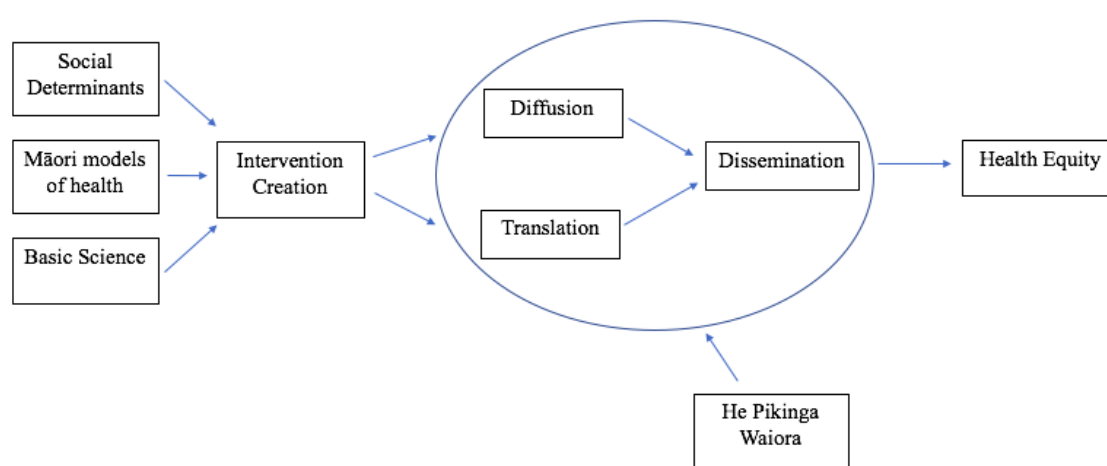 Social
Determinants
Māori models
of health
Basic Science
Intervention
Creation
Diffusion
Translation
Dissemination
Health Equity
He Pikinga
Waiora